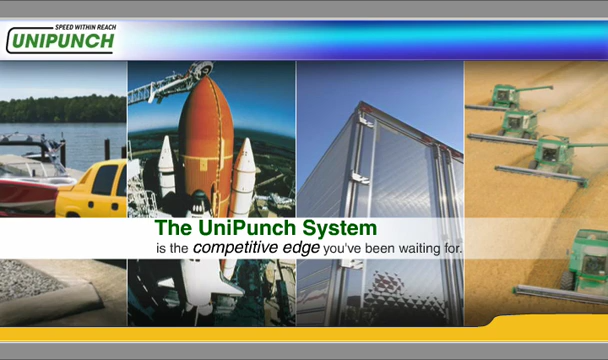 SPEED WITHIN REACH
UNIPUNCH
The UniPunch System
is the competitive edge you've been waiting for.